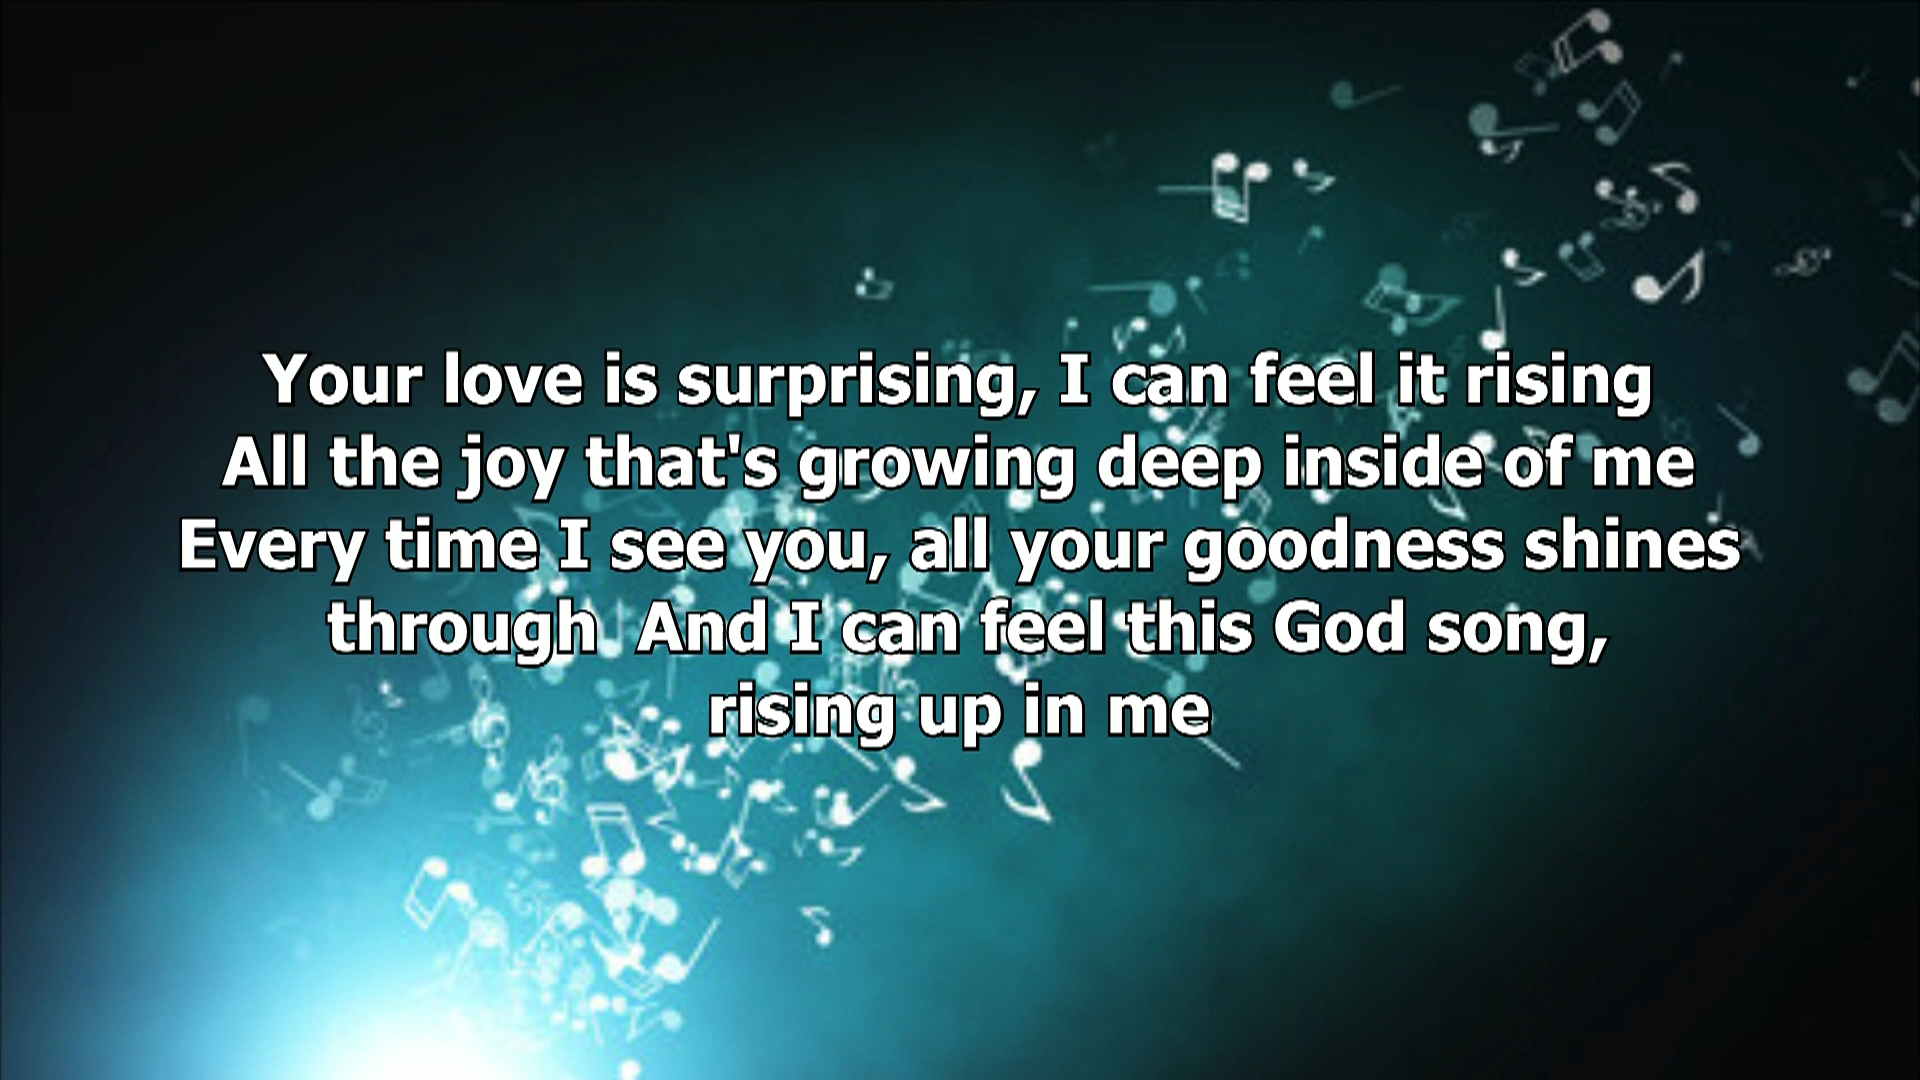 Your love is surprising, I can feel it rising
All the joy that's growing deep inside of me
Every time I see you, all your goodness shines
through  And I can feel this God song,
rising up in me